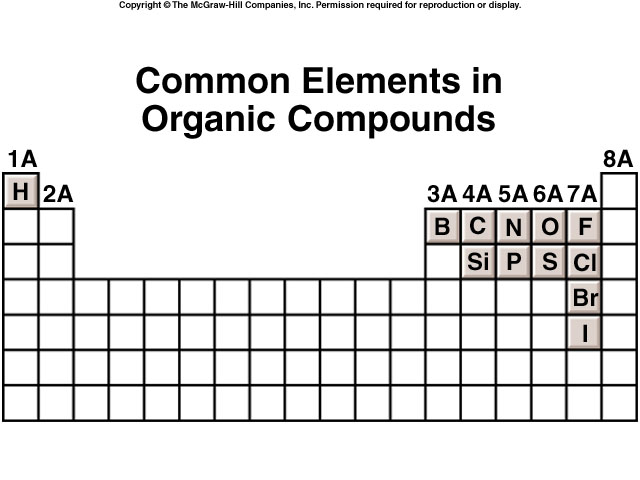 Copyright © The McGraw-Hill Companies, Inc. Permission required for reproduction or display.
Common Elements in
Organic Compounds
1A 8A
H 2A 3A 4A 5A 6A 7A
B C N O F
Si P S Cl
Br
I